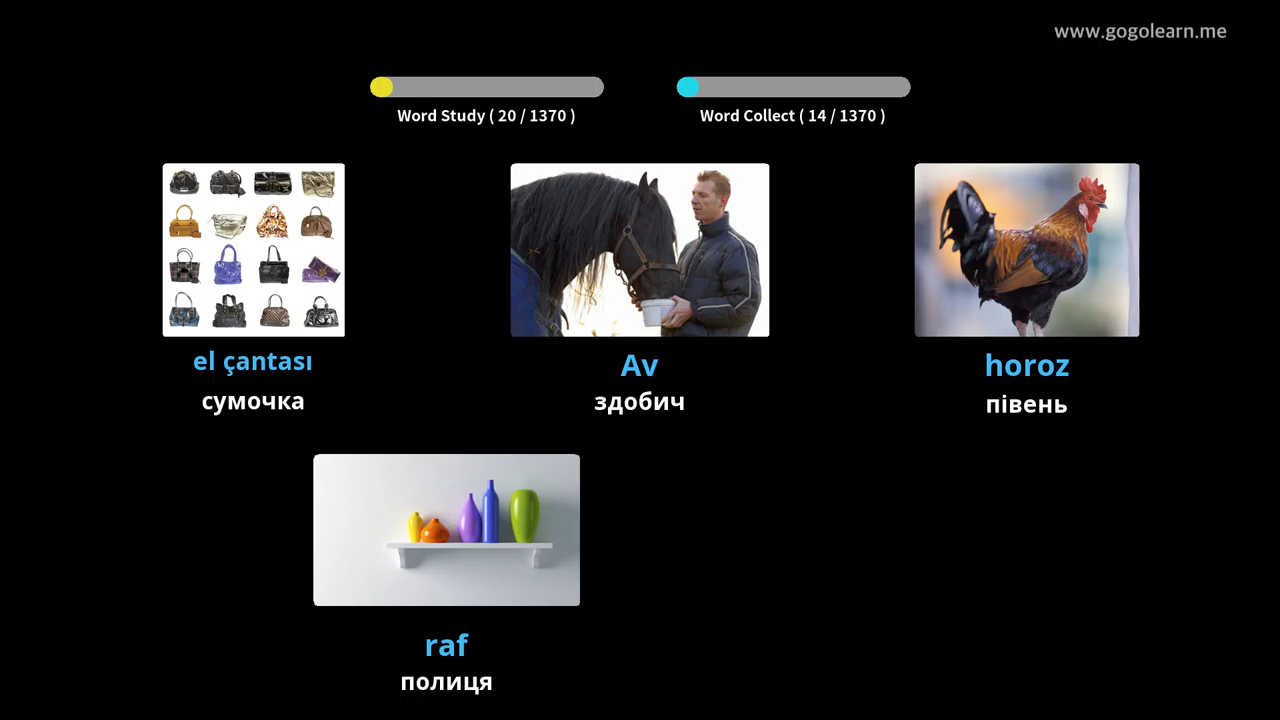 www.gogolearn.me
Word Study ( 20 / 1370 )
Word Collect ( 14 / 1370 )
el çantası
сумочка
Av
здобич
horoz
півень
raf
полиця